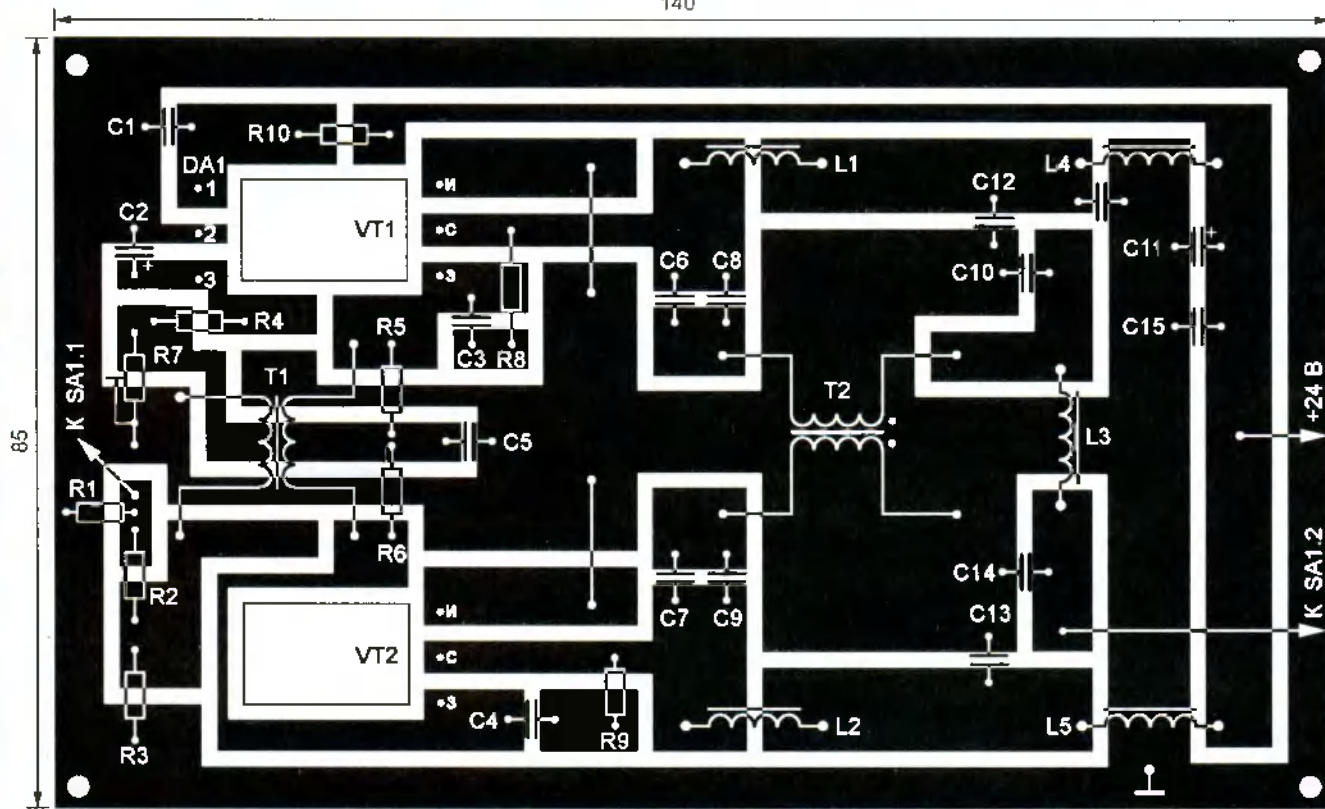 140
C1
R10
DA1
1
И
L1
L4
C12
C2
2
VT1
С
C11
+
C6
C8
C10
+
3
З
R4
R5
C15
R7
C3
R8
К SA1.1
T1
T2
+24 В
85
C5
L3
R1
R6
C14
К SA1.2
R2
C7
C9
И
C13
VT2
С
З
C4
R9
L2
L5
R3